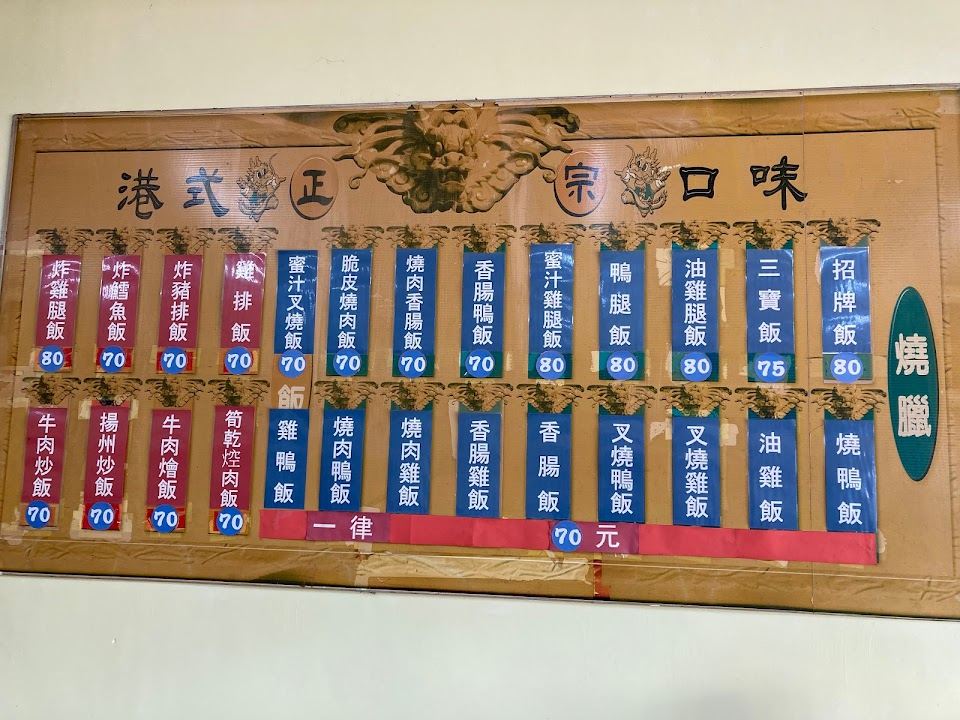 港式正宗口味
燒臘
招牌飯 80
三寶飯 75
油雞腿飯 80
鴨腿飯 80
蜜汁雞腿飯 80
香腸鴨飯 70
燒肉香腸飯 70
脆皮燒肉飯 70
蜜汁叉燒飯 70
雞排飯 70
炸豬排飯 70
炸鱈魚飯 70
炸雞腿飯 80
燒鴨飯
油雞飯
叉燒雞飯
叉燒鴨飯
香腸飯
香腸雞飯
燒肉雞飯
燒肉鴨飯
飯
雞鴨飯
一律70元
筍乾焢肉飯 70
牛肉燴飯 70
揚州炒飯 70
牛肉炒飯 70